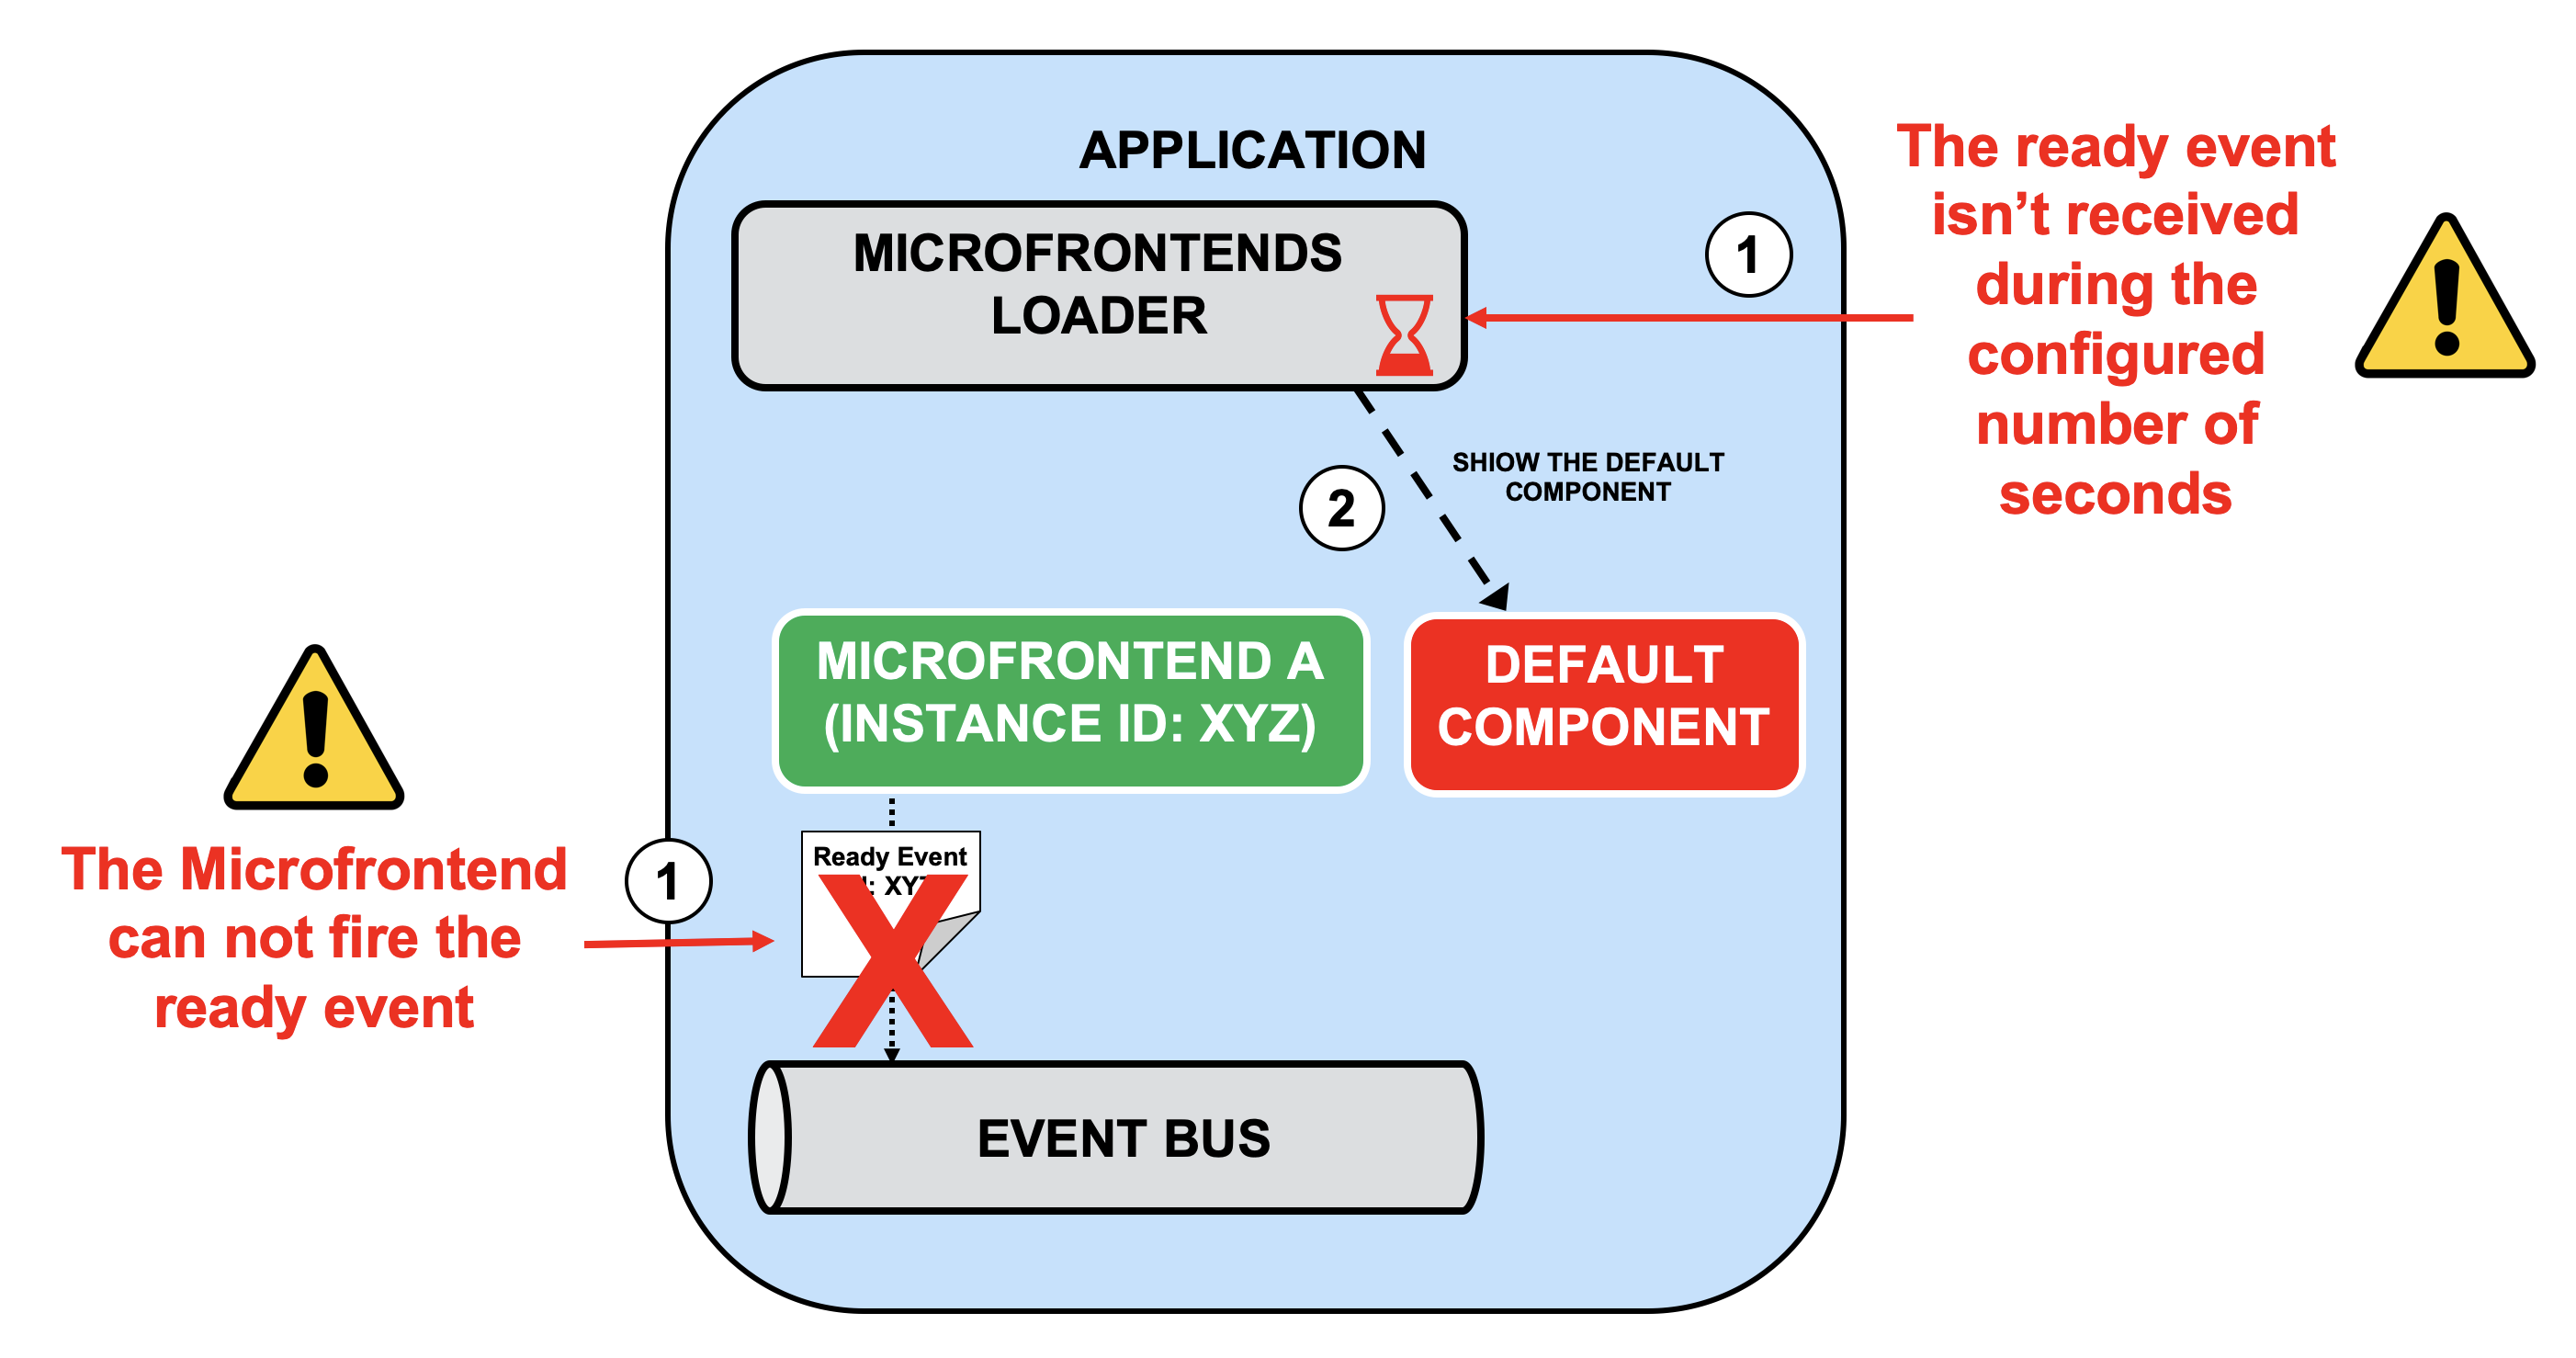 APPLICATION
MICROFRONTENDS
LOADER
1
The ready event
isn’t received
during the
configured
number of
seconds
2
SHIOW THE DEFAULT
COMPONENT
MICROFRONTEND A
(INSTANCE ID: XYZ)
DEFAULT
COMPONENT
The Microfrontend
can not fire the
ready event
1
Ready Event
: XY
X
EVENT BUS